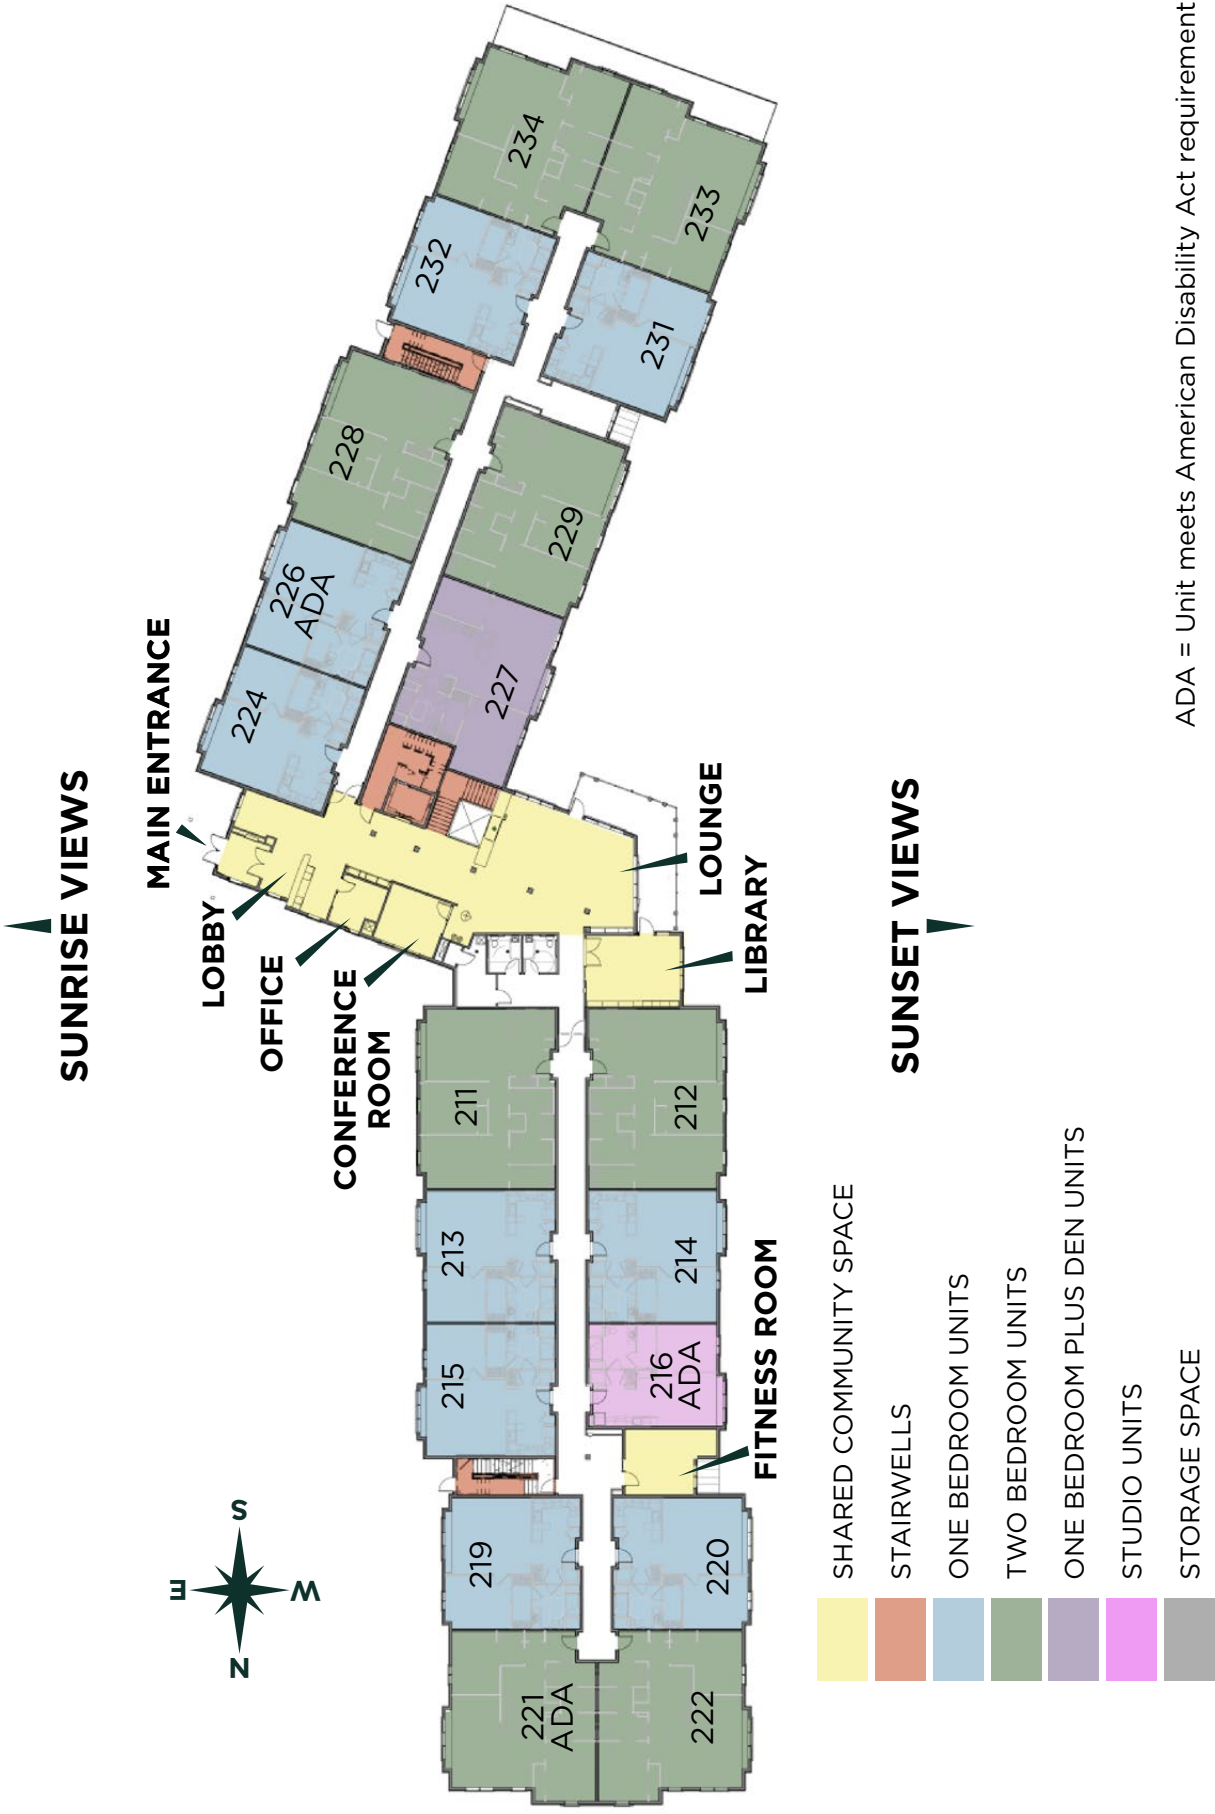 SUNRISE VIEWS
MAIN ENTRANCE
LOBBY
OFFICE
CONFERENCE
ROOM
E
N
S
W
221
ADA
219
215
213
211
224
226
ADA
228
232
234
222
220
216
ADA
214
212
227
229
231
233
FITNESS ROOM
LIBRARY
LOUNGE
SUNSET VIEWS
SHARED COMMUNITY SPACE
STAIRWELLS
ONE BEDROOM UNITS
TWO BEDROOM UNITS
ONE BEDROOM PLUS DEN UNITS
STUDIO UNITS
STORAGE SPACE
ADA = Unit meets American Disability Act requirement